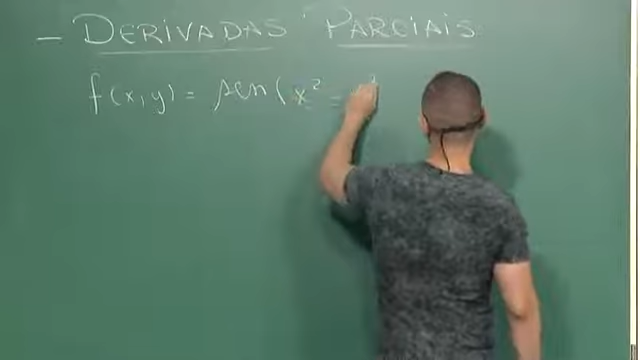 - DERIVADAS PARCIAIS
f(x,y) = sen(x²